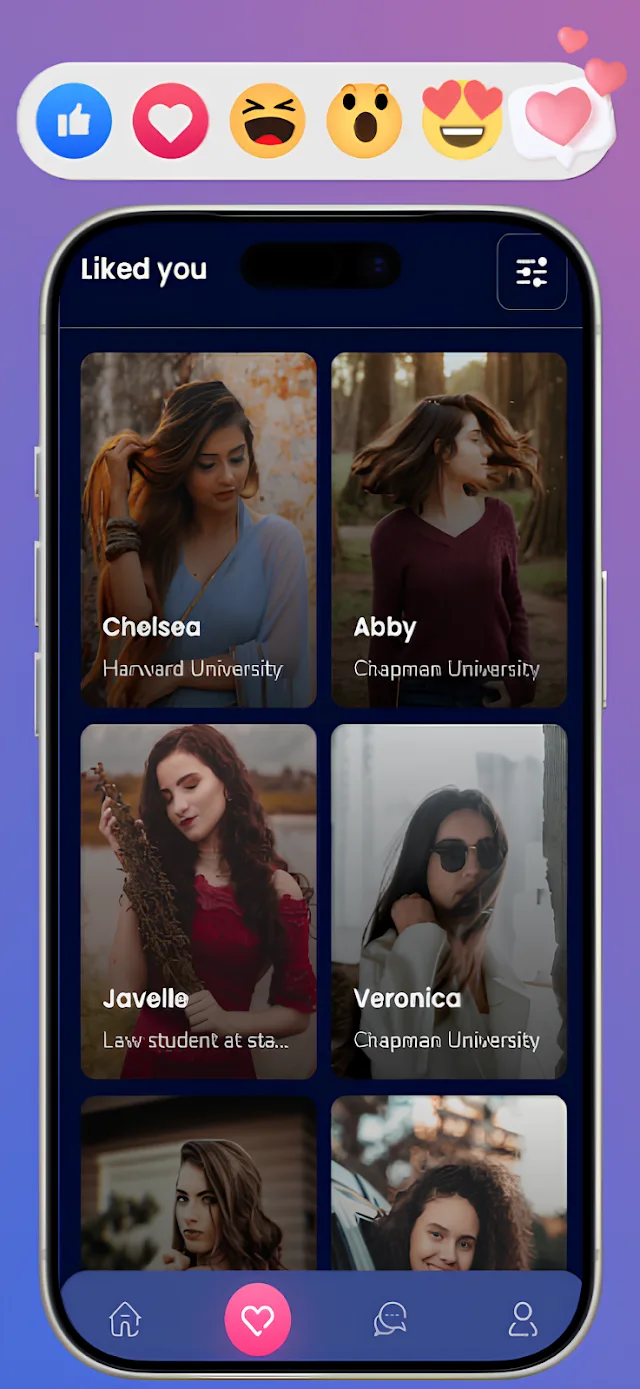 Liked you
Chelsea
Harvard University
Abby
Chapman University
Javelle
Law student at sta...
Veronica
Chapman University